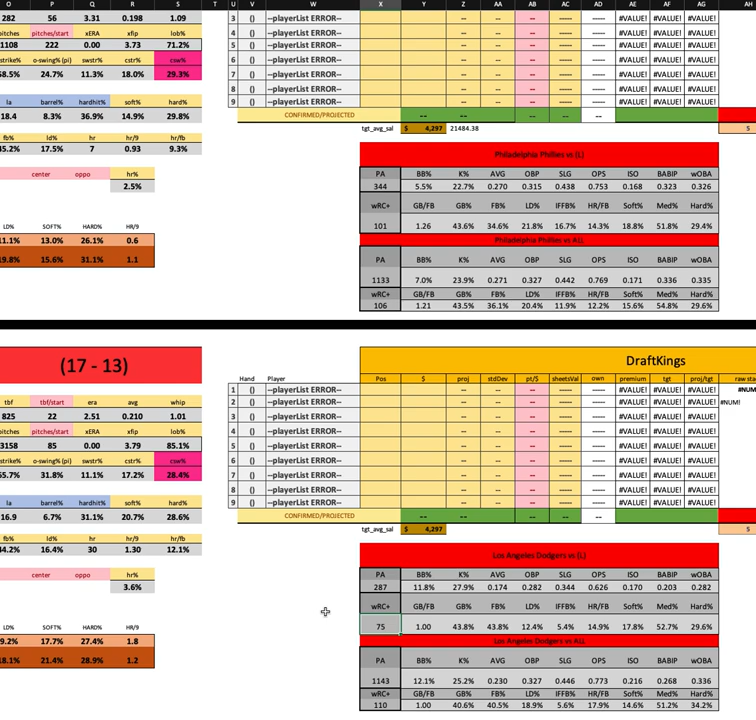 O P Q R S T U V W X Y Z AA AB AC AD AE AF AG AH
282 56 3.31 0.198 1.09 3 () --playerList ERROR-- -- -- -- ----- ----- #VALUE! #VALUE! #VALUE!
pitches pitches/start xERA xfip lob% 4 () --playerList ERROR-- -- -- -- ----- ----- #VALUE! #VALUE! #VALUE!
1108 222 0.00 3.73 71.2% 5 () --playerList ERROR-- -- -- -- ----- ----- #VALUE! #VALUE! #VALUE!
strike% o-swing% (pi) swstr% cstr% csw% 6 () --playerList ERROR-- -- -- -- ----- ----- #VALUE! #VALUE! #VALUE!
58.5% 24.7% 11.3% 18.0% 29.3% 7 () --playerList ERROR-- -- -- -- ----- ----- #VALUE! #VALUE! #VALUE!
8 () --playerList ERROR-- -- -- -- ----- ----- #VALUE! #VALUE! #VALUE!
la barrel% hardhit% soft% hard% 9 () --playerList ERROR-- -- -- -- ----- ----- #VALUE! #VALUE! #VALUE!
18.4 8.3% 36.9% 14.9% 29.8% CONFIRMED/PROJECTED -- -- -- -- -- 5
tgt_avg_sal $ 4,297 21484.38
fb% ld% hr hr/9 hr/fb
45.2% 17.5% 7 0.93 9.3%
Philadelphia Phillies vs (L)
center oppo hr% PA BB% K% AVG OBP SLG OPS ISO BABIP wOBA
2.5% 344 5.5% 22.7% 0.270 0.315 0.438 0.753 0.168 0.323 0.326
wRC+ GB/FB GB% FB% LD% IFFB% HR/FB Soft% Med% Hard%
LD% SOFT% HARD% HR/9 101 1.26 43.6% 34.6% 21.8% 16.7% 14.3% 18.8% 51.8% 29.4%
11.1% 13.0% 26.1% 0.6 Philadelphia Phillies vs ALL
19.8% 15.6% 31.1% 1.1 PA BB% K% AVG OBP SLG OPS ISO BABIP wOBA
1133 7.0% 23.9% 0.271 0.327 0.442 0.769 0.171 0.336 0.335
wRC+ GB/FB GB% FB% LD% IFFB% HR/FB Soft% Med% Hard%
106 1.21 43.5% 36.1% 20.4% 11.9% 12.2% 15.6% 54.8% 29.6%
(17 - 13) DraftKings
Hand Player Pos $ proj stdDev pt/$ sheetsVal own premium tgt proj/tgt raw sta
1 () --playerList ERROR-- -- -- -- ----- ----- #VALUE! #VALUE! #VALUE! #NUM
tbf tbf/start era avg whip 2 () --playerList ERROR-- -- -- -- ----- ----- #VALUE! #VALUE! #VALUE! #NUM!
825 22 2.51 0.210 1.01 3 () --playerList ERROR-- -- -- -- ----- ----- #VALUE! #VALUE! #VALUE!
pitches pitches/start xERA xfip lob% 4 () --playerList ERROR-- -- -- -- ----- ----- #VALUE! #VALUE! #VALUE!
3158 85 0.00 3.79 85.1% 5 () --playerList ERROR-- -- -- -- ----- ----- #VALUE! #VALUE! #VALUE!
strike% o-swing% (pi) swstr% cstr% csw% 6 () --playerList ERROR-- -- -- -- ----- ----- #VALUE! #VALUE! #VALUE!
65.7% 31.8% 11.1% 17.2% 28.4% 7 () --playerList ERROR-- -- -- -- ----- ----- #VALUE! #VALUE! #VALUE!
8 () --playerList ERROR-- -- -- -- ----- ----- #VALUE! #VALUE! #VALUE!
la barrel% hardhit% soft% hard% 9 () --playerList ERROR-- -- -- -- ----- ----- #VALUE! #VALUE! #VALUE!
16.9 6.7% 31.1% 20.7% 28.6% CONFIRMED/PROJECTED -- -- -- -- -- 5
tgt_avg_sal $ 4,297
fb% ld% hr hr/9 hr/fb
44.2% 16.4% 30 1.30 12.1%
Los Angeles Dodgers vs (L)
center oppo hr% PA BB% K% AVG OBP SLG OPS ISO BABIP wOBA
3.6% 287 11.8% 27.9% 0.174 0.282 0.344 0.626 0.170 0.203 0.282
wRC+ GB/FB GB% FB% LD% IFFB% HR/FB Soft% Med% Hard%
LD% SOFT% HARD% HR/9 75 1.00 43.8% 43.8% 12.4% 5.4% 14.9% 17.8% 52.7% 29.6%
9.2% 17.7% 27.4% 1.8 Los Angeles Dodgers vs ALL
18.1% 21.4% 28.9% 1.2 PA BB% K% AVG OBP SLG OPS ISO BABIP wOBA
1143 12.1% 25.2% 0.230 0.327 0.446 0.773 0.216 0.268 0.336
wRC+ GB/FB GB% FB% LD% IFFB% HR/FB Soft% Med% Hard%
110 1.00 40.6% 40.5% 18.9% 5.6% 17.9% 14.6% 51.2% 34.2%